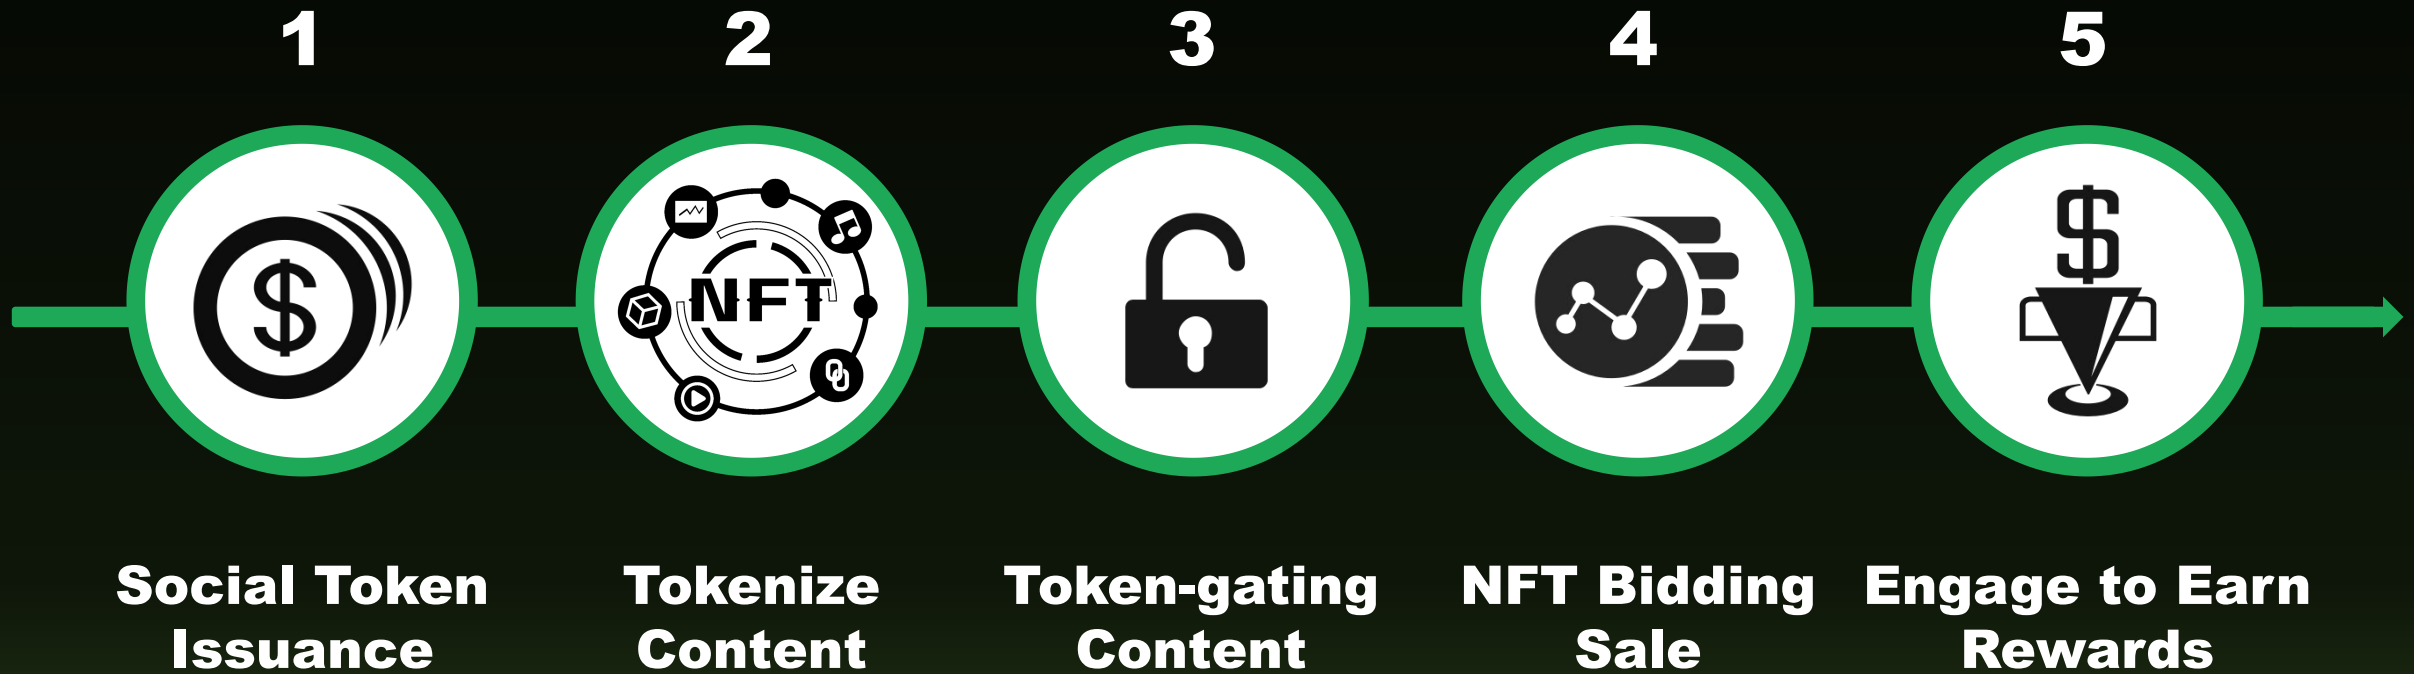 1
2
3
4
5
NFT
Social Token
Issuance
Tokenize
Content
Token-gating
Content
NFT Bidding
Sale
Engage to Earn
Rewards